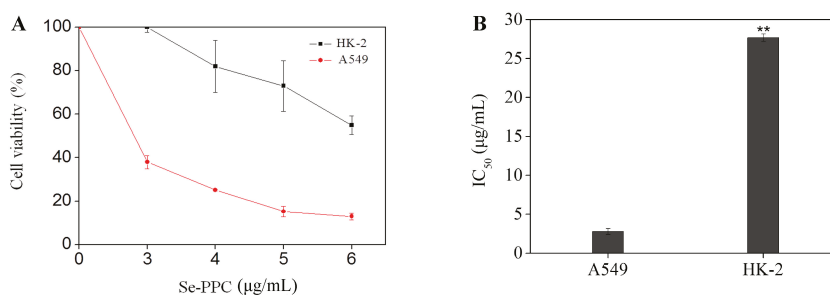 A
100
80
60
40
20
0
Cell viability (%)
HK-2
A549
0 3 4 5 6
Se-PPC (μg/mL)
B
30
25
20
15
10
5
0
IC50 (μg/mL)
**
A549 HK-2